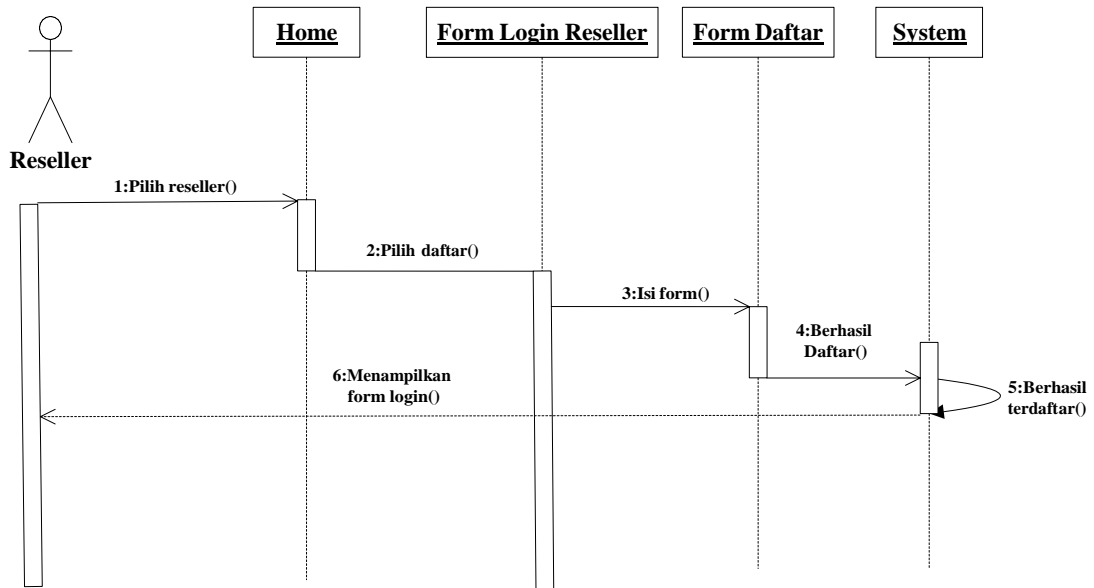 Home
Form Login Reseller
Form Daftar
System
Reseller
1:Pilih reseller()
2:Pilih daftar()
3:Isi form()
4:Berhasil
Daftar()
5:Berhasil
terdaftar()
6:Menampilkan
form login()